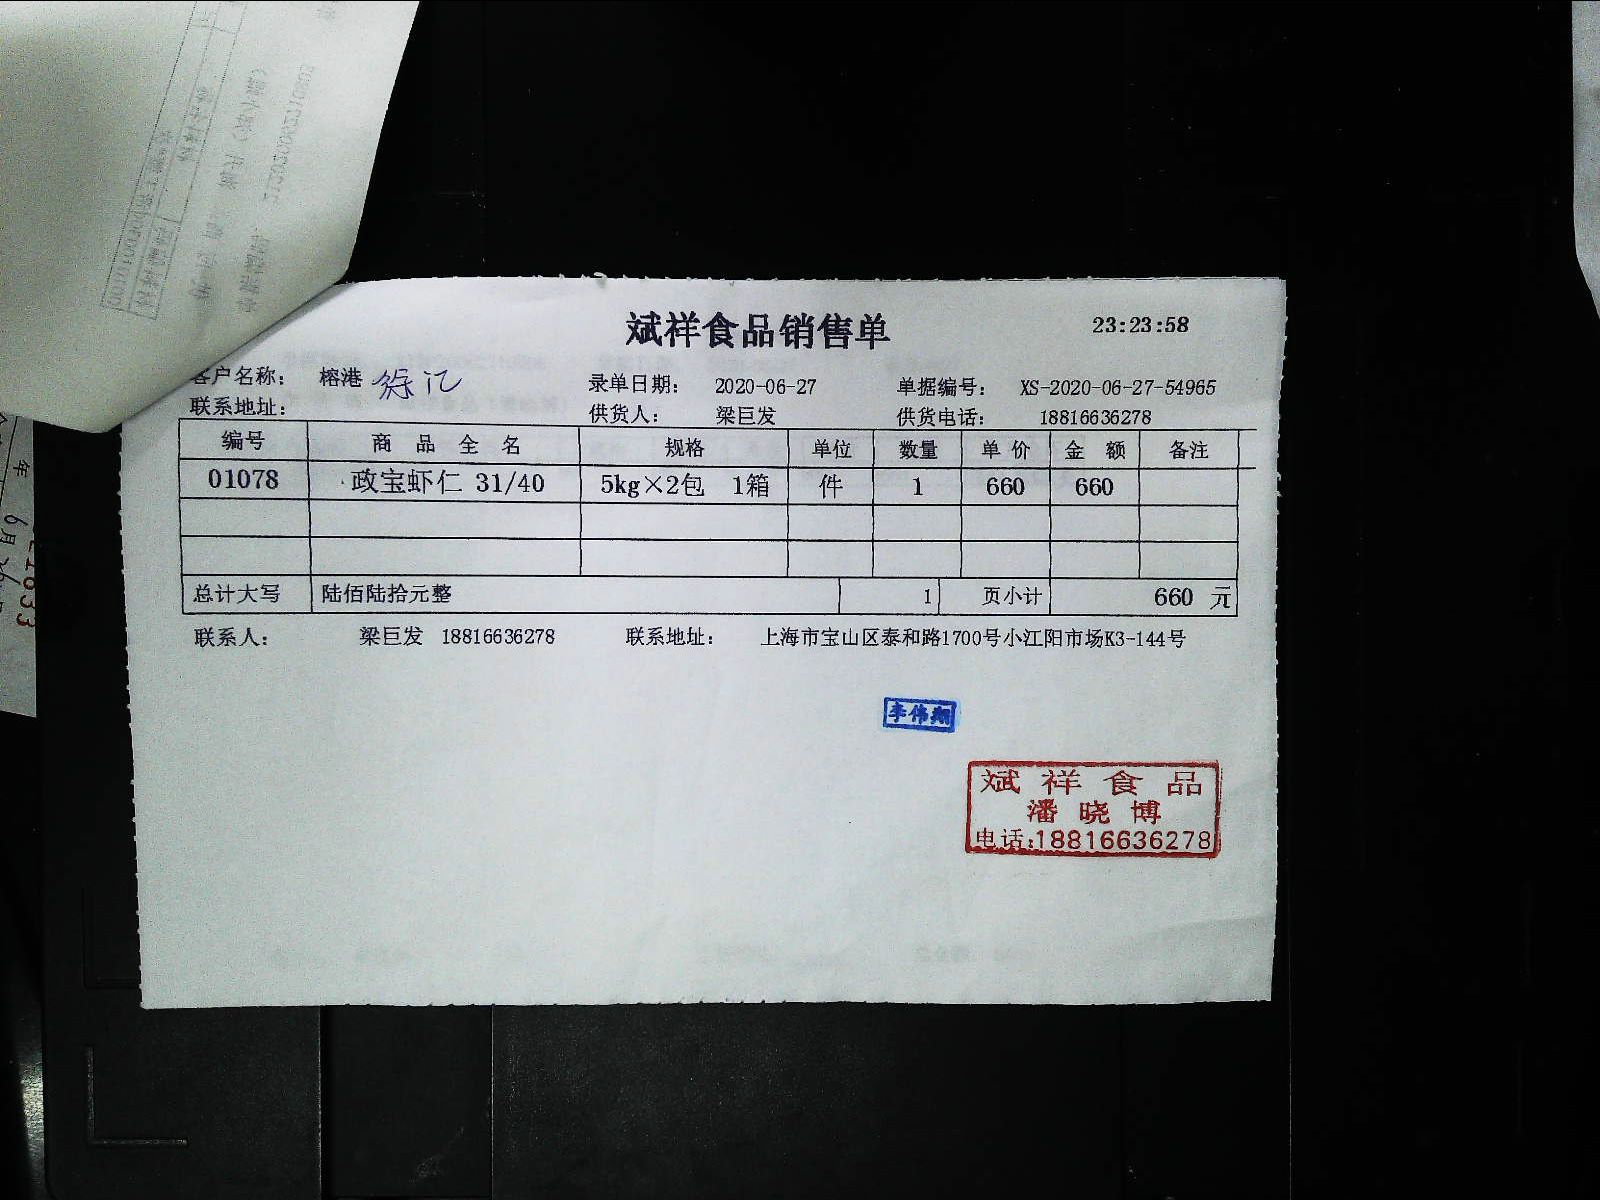 斌祥食品销售单 23:23:58
客户名称： 榕港 录单日期： 2020-06-27 单据编号： XS-2020-06-27-54965
联系地址： 供货人： 梁巨发 供货电话： 18816636278
编号 商品全名 规格 单位 数量 单价 金额 备注
01078 政宝虾仁 31/40 5kg×2包 1箱 件 1 660 660
总计大写 陆佰陆拾元整 1 页小计 660 元
联系人： 梁巨发 18816636278 联系地址： 上海市宝山区泰和路1700号小江阳市场K3-144号
李伟翔
斌祥食品
潘晓博
电话:18816636278